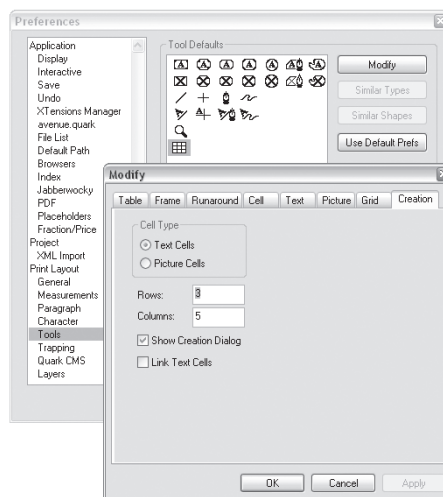 Preferences
Application
Display
Interactive
Save
Undo
XTensions Manager
avenue.quark
File List
Default Path
Browsers
Index
Jabberwocky
PDF
Placeholders
Fraction/Price
Project
XML Import
Print Layout
General
Measurements
Paragraph
Character
Tools
Trapping
Quark CMS
Layers
Tool Defaults
Modify
Similar Types
Similar Shapes
Use Default Prefs
Modify
Table Frame Runaround Cell Text Picture Grid Creation
Cell Type
Text Cells
Picture Cells
Rows: 3
Columns: 5
Show Creation Dialog
Link Text Cells
OK Cancel Apply